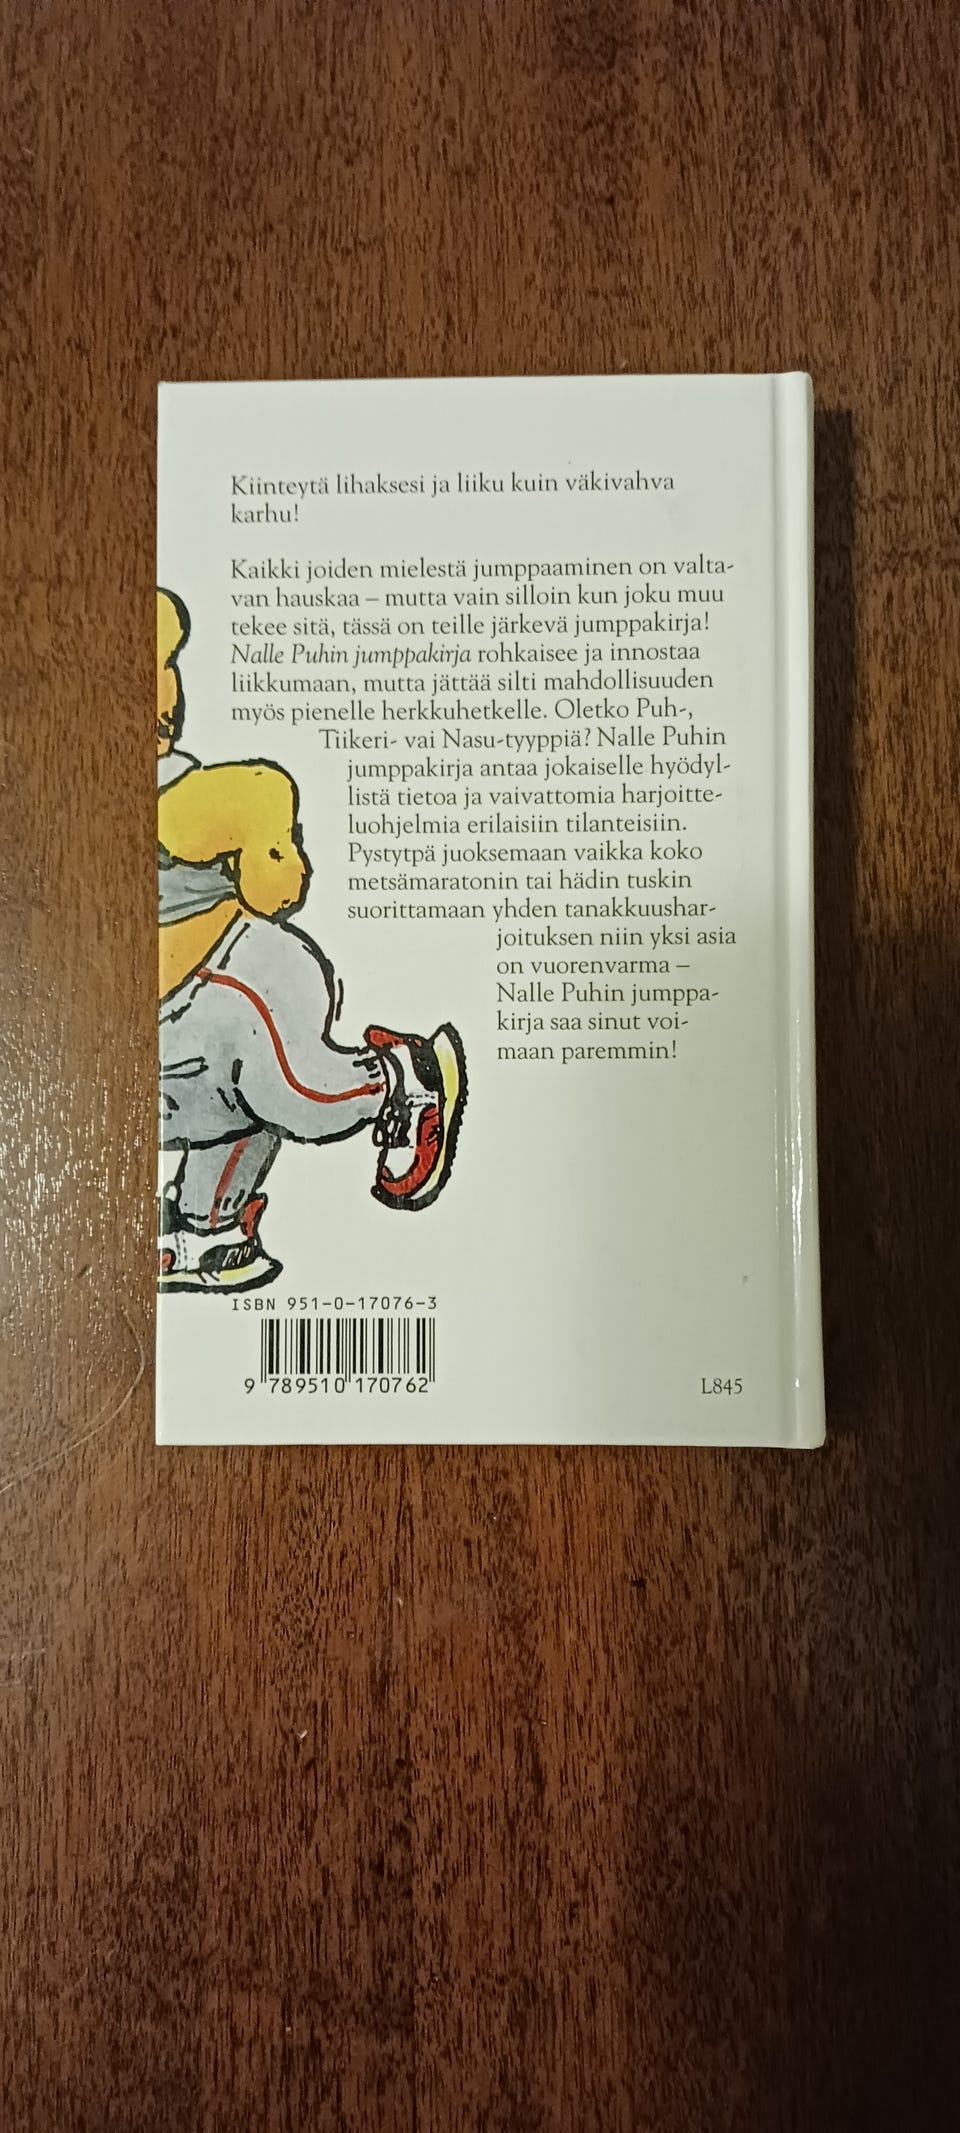 Kiinteytä lihaksesi ja liiku kuin väkivahva
karhu!
Kaikki joiden mielestä jumppaaminen on valta-
van hauskaa – mutta vain silloin kun joku muu
tekee sitä, tässä on teille järkevä jumppakirja!
Nalle Puhin jumppakirja rohkaisee ja innostaa
liikkumaan, mutta jättää silti mahdollisuuden
myös pienelle herkkuhetkelle. Oletko Puh-,
Tiikeri- vai Nasu-tyyppiä? Nalle Puhin
jumppakirja antaa jokaiselle hyödyl-
listä tietoa ja vaivattomia harjoitte-
luohjelmia erilaisiin tilanteisiin.
Pystytpä juoksemaan vaikka koko
metsämaratonin tai hädin tuskin
suorittamaan yhden tanakkuushar-
joituksen niin yksi asia
on vuorenvarma –
Nalle Puhin jumppa-
kirja saa sinut voi-
maan paremmin!
ISBN 951-0-17076-3
9 789510 170762
L845